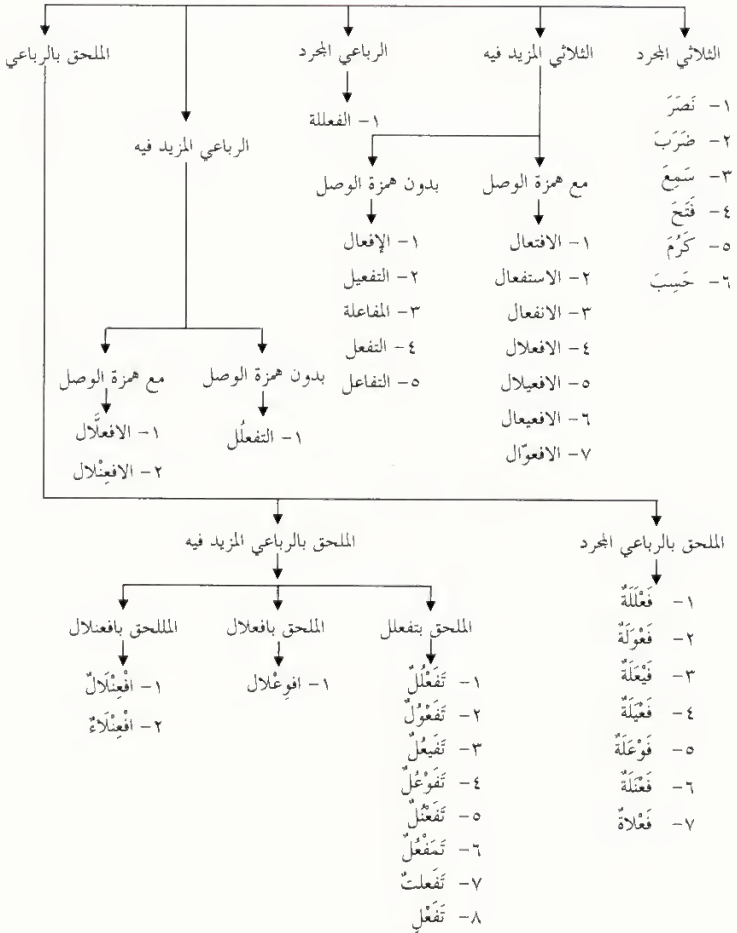 الثلاثي المجرد
١- نَصَرَ
٢- ضَرَبَ
٣- سَمِعَ
٤- فَتَحَ
٥- كَرُمَ
٦- حَسِبَ
الثلاثي المزيد فيه
مع همزة الوصل
١- الافتعال
٢- الاستفعال
٣- الانفعال
٤- الافعلال
٥- الافعيلال
٦- الافعيعال
٧- الافعوّال
بدون همزة الوصل
١- الإفعال
٢- التفعيل
٣- المفاعلة
٤- التفعل
٥- التفاعل
الرباعي المجرد
١- الفعللة
الرباعي المزيد فيه
بدون همزة الوصل
١- التفعلُل
مع همزة الوصل
١- الافعلَّال
٢- الافعِنْلال
الملحق بالرباعي
الملحق بالرباعي المجرد
١- فَعْلَلَةٌ
٢- فَعْوَلَةٌ
٣- فَيْعَلَةٌ
٤- فَعْيَلَةٌ
٥- فَوْعَلَةٌ
٦- فَعْنَلَةٌ
٧- فَعْلاةٌ
الملحق بالرباعي المزيد فيه
الملحق بتفعلل
١- تَفَعْلُلٌ
٢- تَفَعْوُلٌ
٣- تَفَيعُلٌ
٤- تَفَوْعُلٌ
٥- تَفَعْنُلٌ
٦- تَمَفْعُلٌ
٧- تَفَعلتٌ
٨- تَفَعْلٍ
الملحق بافعلال
١- افوِعْلال
المللحق بافعنلال
١- افْعِنْلَالٌ
٢- افْعِنْلَاءٌ